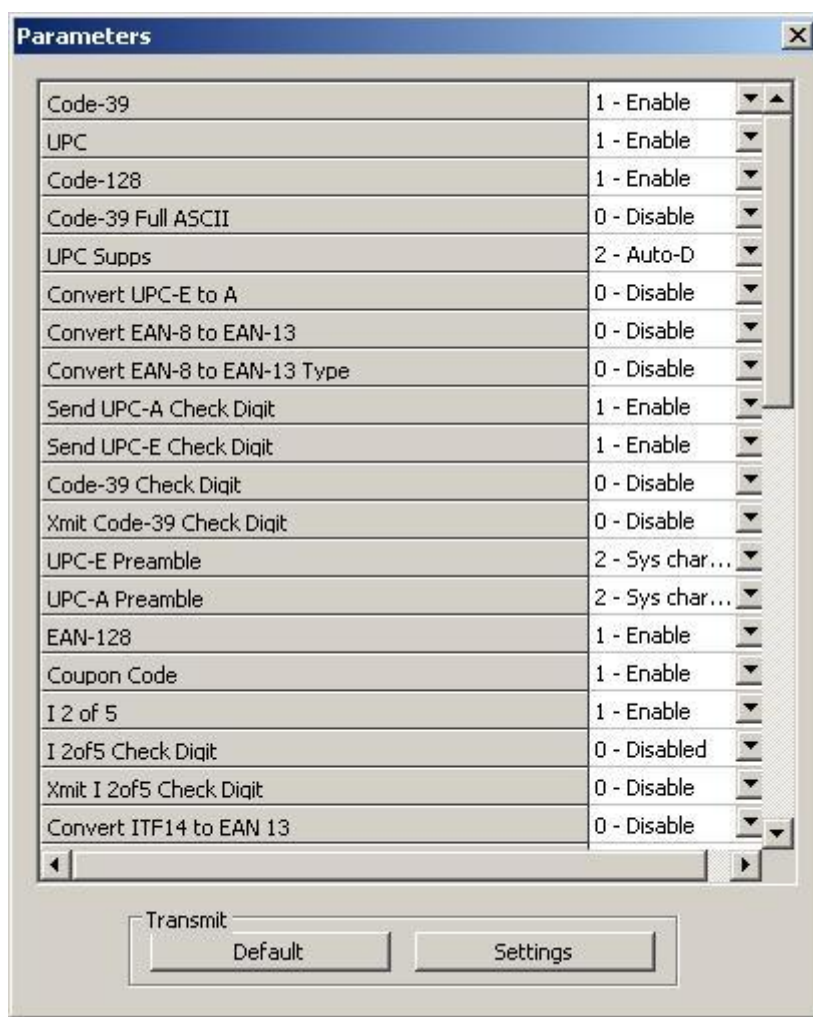 Parameters
Code-39 1 - Enable
UPC 1 - Enable
Code-128 1 - Enable
Code-39 Full ASCII 0 - Disable
UPC Supps 2 - Auto-D
Convert UPC-E to A 0 - Disable
Convert EAN-8 to EAN-13 0 - Disable
Convert EAN-8 to EAN-13 Type 0 - Disable
Send UPC-A Check Digit 1 - Enable
Send UPC-E Check Digit 1 - Enable
Code-39 Check Digit 0 - Disable
Xmit Code-39 Check Digit 0 - Disable
UPC-E Preamble 2 - Sys char...
UPC-A Preamble 2 - Sys char...
EAN-128 1 - Enable
Coupon Code 1 - Enable
I 2 of 5 1 - Enable
I 2of5 Check Digit 0 - Disabled
Xmit I 2of5 Check Digit 0 - Disable
Convert ITF14 to EAN 13 0 - Disable
Transmit
Default Settings